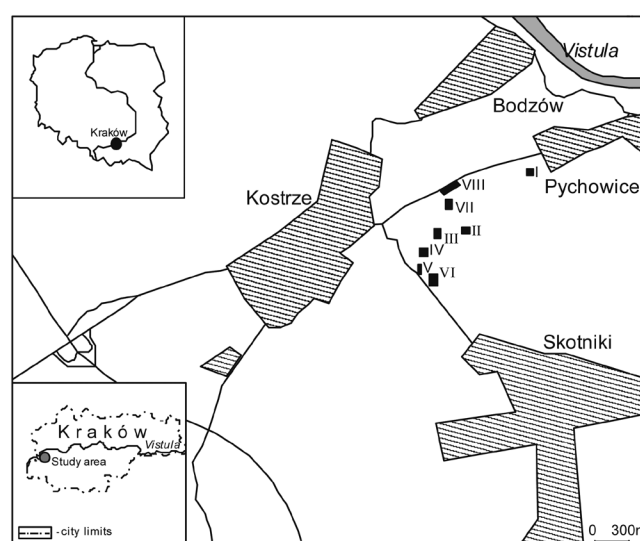 Vistula
Kraków
Bodzów
Kostrze
Pychowice
I
VIII
VII
II
III
IV
V
VI
Skotniki
Kraków
Vistula
Study area
-city limits
0 300m